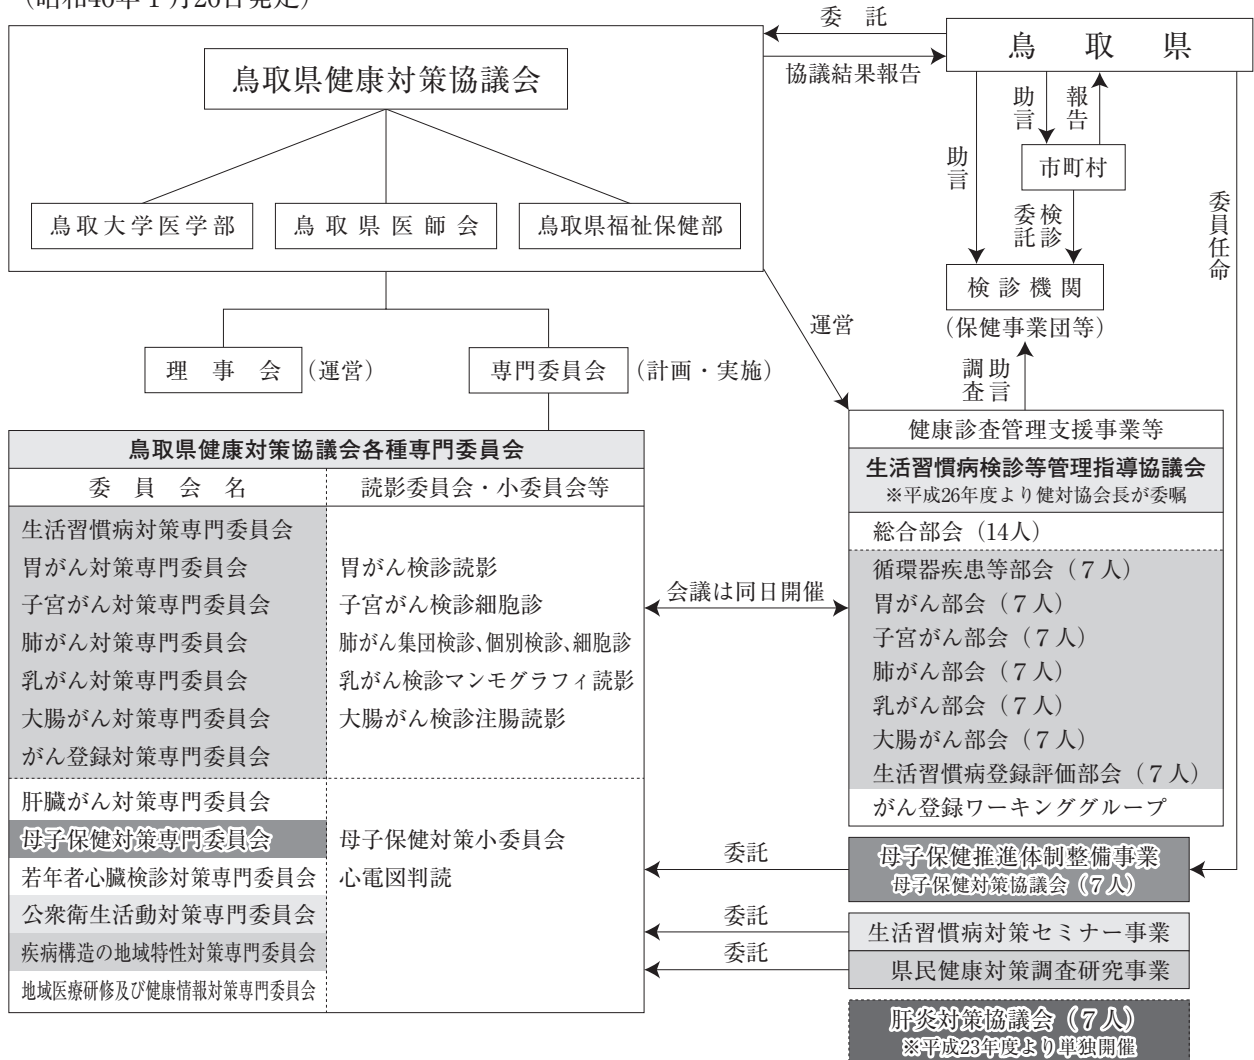 (昭和46年1月26日発足)
委 託
鳥 取 県
協議結果報告
鳥取県健康対策協議会
助言
報告
助言
市町村
鳥取大学医学部
鳥取県医師会
鳥取県福祉保健部
検診
委託
委員任命
検診機関
(保健事業団等)
運営
理 事 会
(運営)
専門委員会
(計画・実施)
助言
調査
鳥取県健康対策協議会各種専門委員会
委 員 会 名
読影委員会・小委員会等
生活習慣病対策専門委員会
胃がん対策専門委員会
胃がん検診読影
子宮がん対策専門委員会
子宮がん検診細胞診
肺がん対策専門委員会
肺がん集団検診、個別検診、細胞診
乳がん対策専門委員会
乳がん検診マンモグラフィ読影
大腸がん対策専門委員会
大腸がん検診注腸読影
がん登録対策専門委員会
肝臓がん対策専門委員会
母子保健対策専門委員会
母子保健対策小委員会
若年者心臓検診対策専門委員会
心電図判読
公衆衛生活動対策専門委員会
疾病構造の地域特性対策専門委員会
地域医療研修及び健康情報対策専門委員会
会議は同日開催
健康診査管理支援事業等
生活習慣病検診等管理指導協議会
※平成26年度より健対協会長が委嘱
総合部会(14人)
循環器疾患等部会(7人)
胃がん部会(7人)
子宮がん部会(7人)
肺がん部会(7人)
乳がん部会(7人)
大腸がん部会(7人)
生活習慣病登録評価部会(7人)
がん登録ワーキンググループ
委託
母子保健推進体制整備事業
母子保健対策協議会(7人)
委託
生活習慣病対策セミナー事業
委託
県民健康対策調査研究事業
肝炎対策協議会(7人)
※平成23年度より単独開催